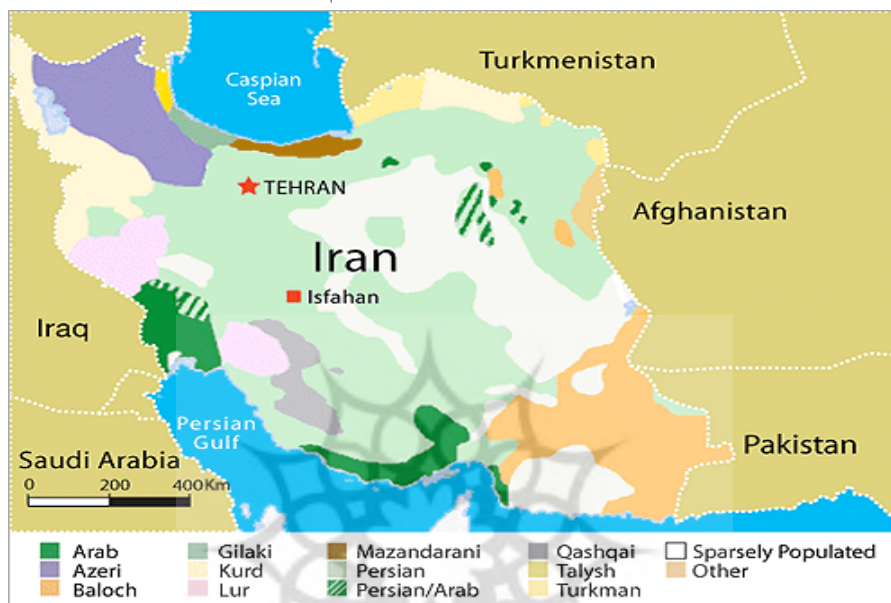 Turkmenistan
Caspian
Sea
TEHRAN
Afghanistan
Iran
Isfahan
Iraq
Persian
Gulf
Pakistan
Saudi Arabia
0 200 400Km
Arab Gilaki Mazandarani Qashqai Sparsely Populated
Azeri Kurd Persian Talysh Other
Baloch Lur Persian/Arab Turkman